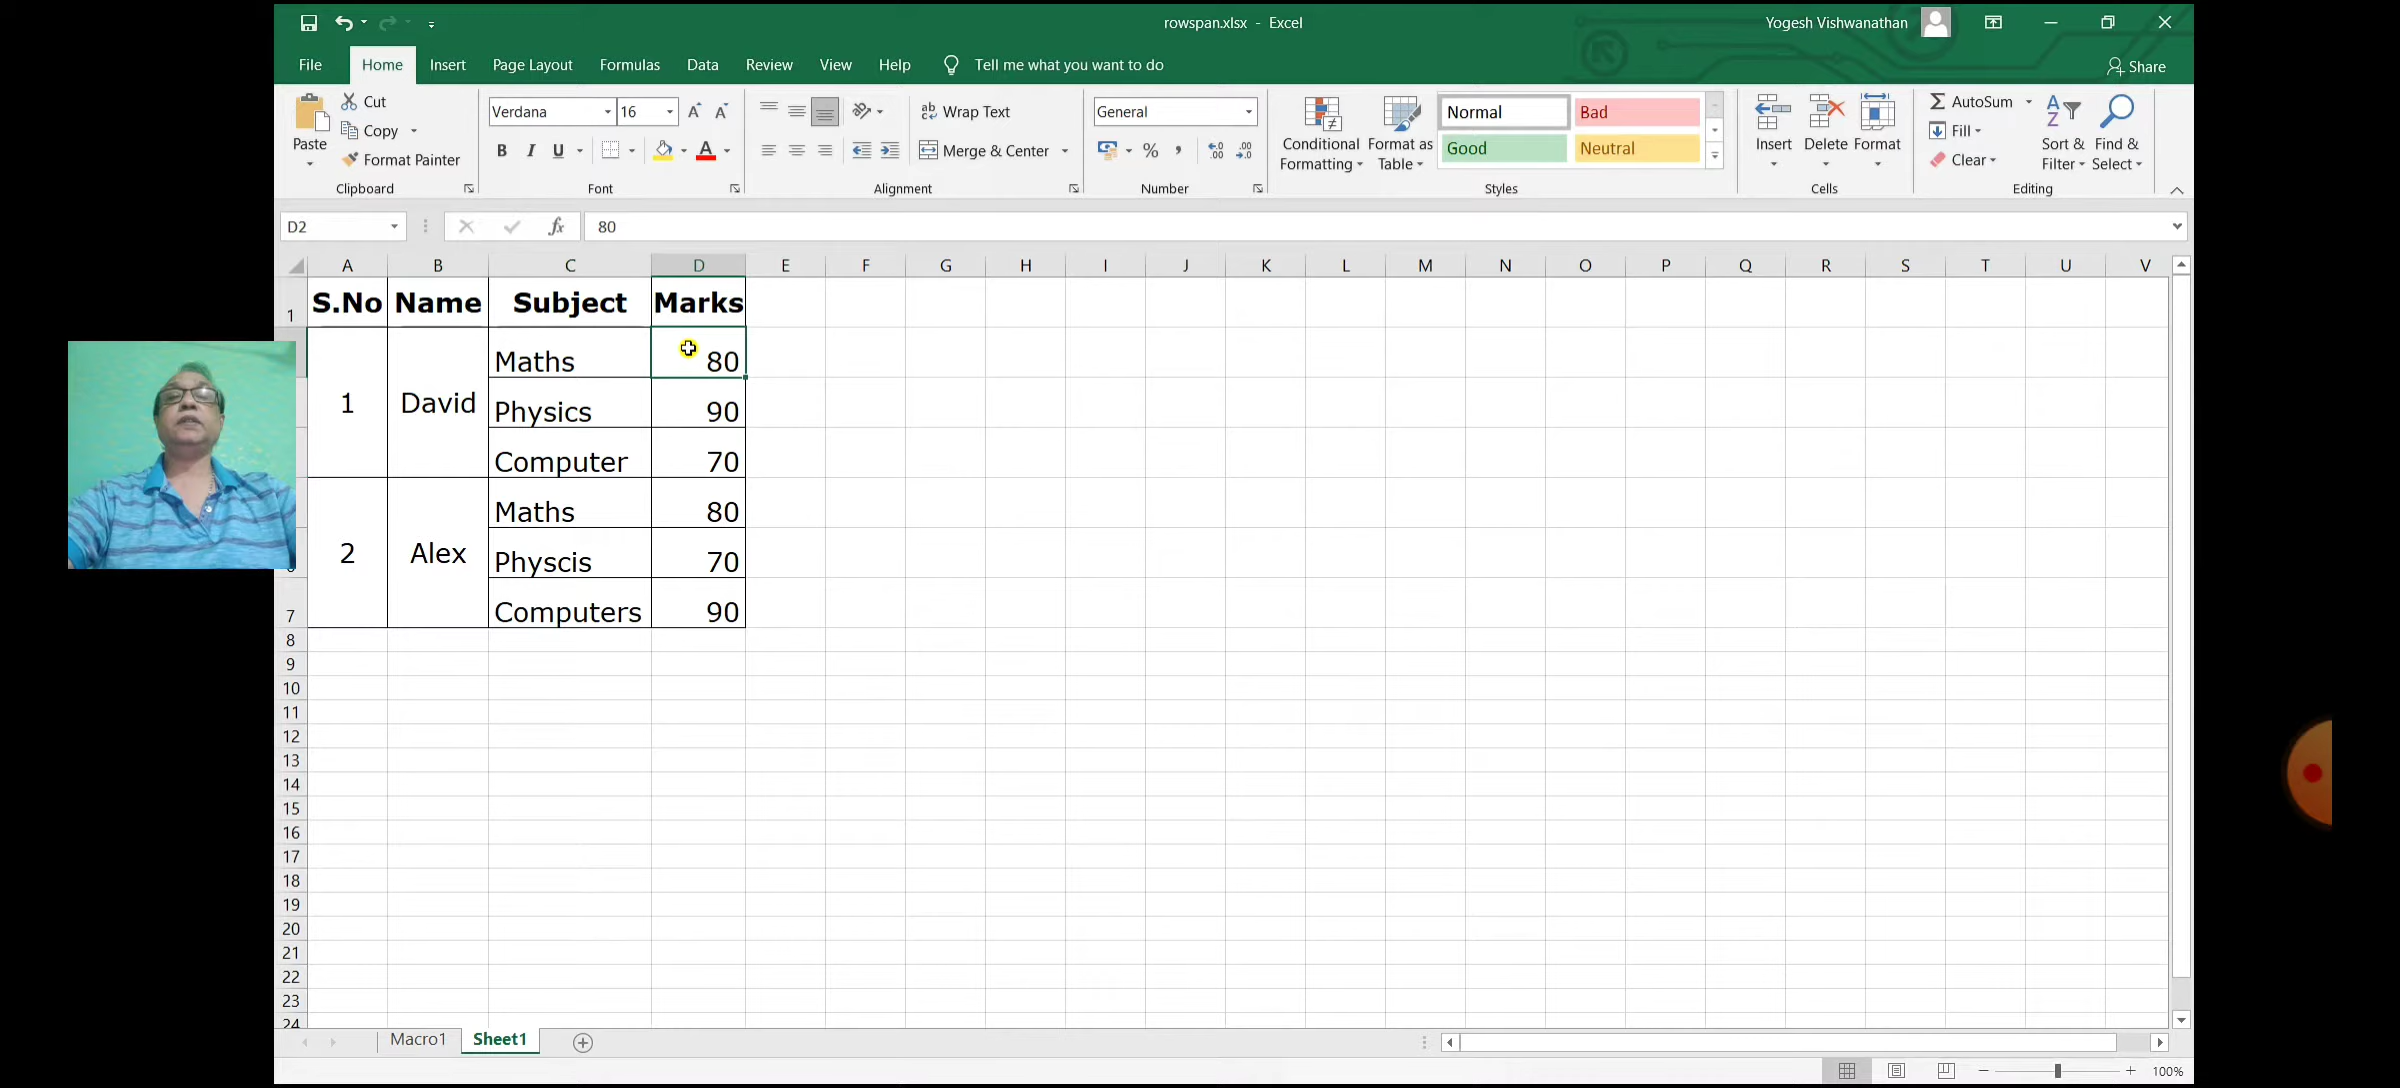 rowspan.xlsx - Excel
Yogesh Vishwanathan
File Home Insert Page Layout Formulas Data Review View Help Tell me what you want to do
Share
Paste
Cut
Copy
Format Painter
Clipboard
Verdana 16
B I U A
Font
Wrap Text
Merge & Center
Alignment
General
%
Number
Conditional
Formatting
Format as
Table
Normal Bad
Good Neutral
Styles
Insert Delete Format
Cells
AutoSum
Fill
Clear
Sort &
Filter
Find &
Select
Editing
D2 fx 80
A B C D E F G H I J K L M N O P Q R S T U V
1 S.No Name Subject Marks
Maths 80
1 David Physics 90
Computer 70
Maths 80
2 Alex Physcis 70
7 Computers 90
8
9
10
11
12
13
14
15
16
17
18
19
20
21
22
23
24
Macro1 Sheet1
100%